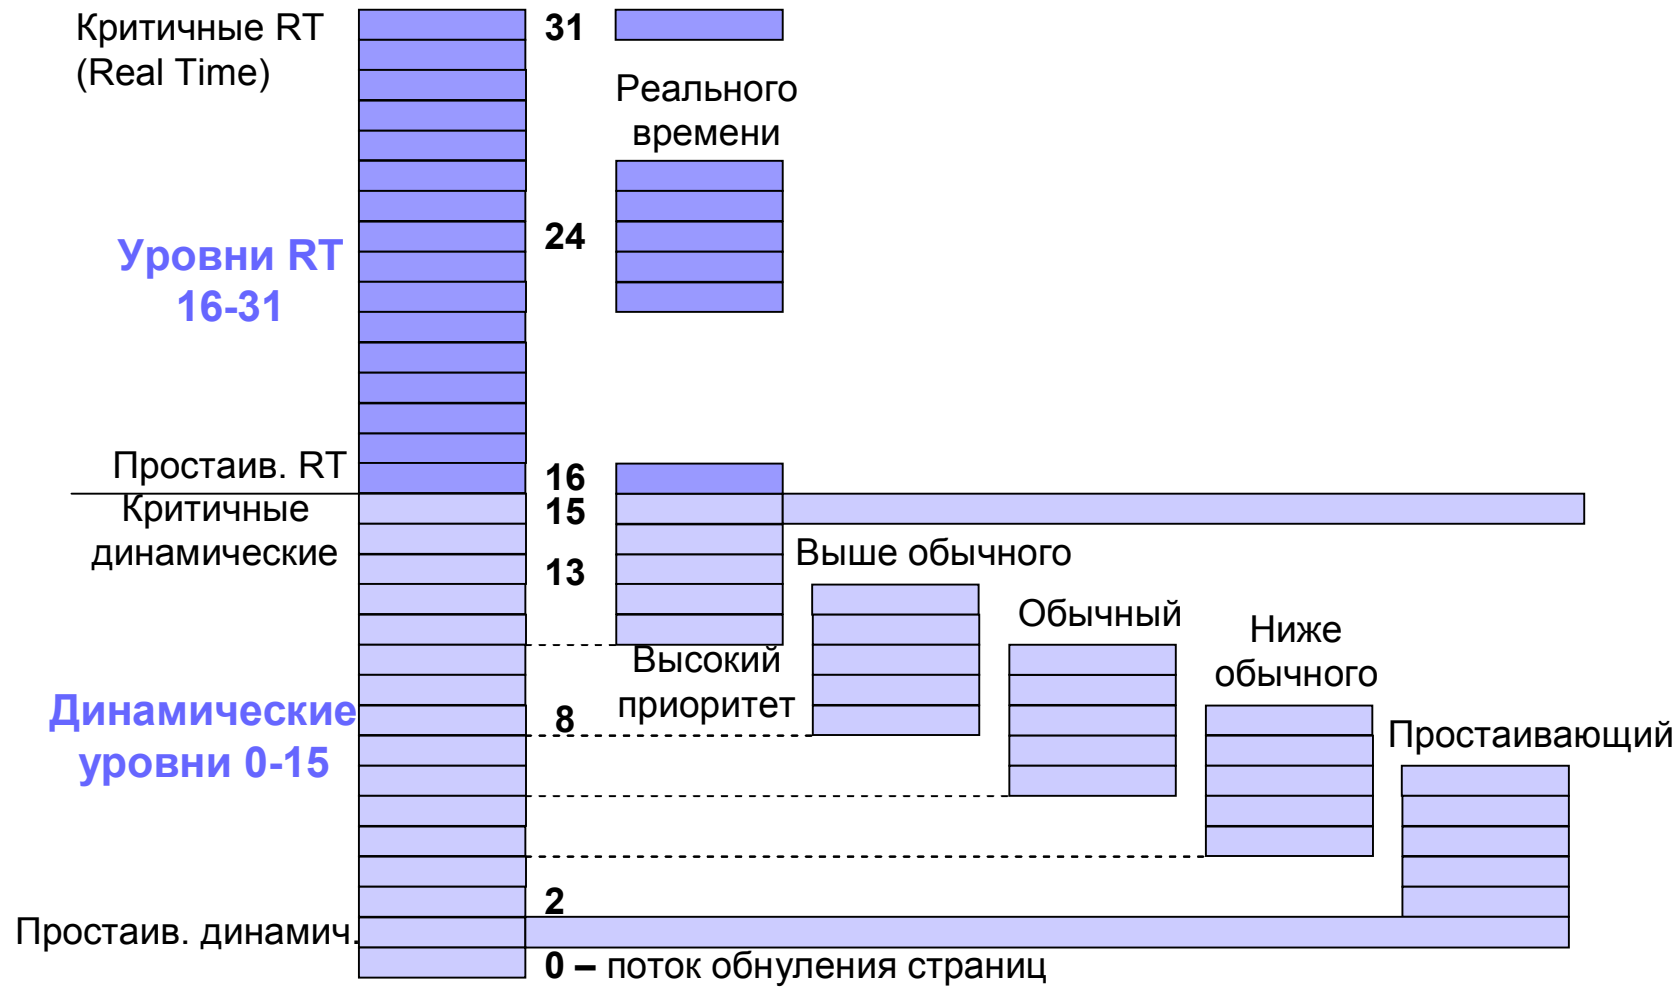 Критичные RT
(Real Time)
31
Реального
времени
Уровни RT
16-31
24
Простаив. RT
16
Критичные
динамические
15
13
Выше обычного
Обычный
Ниже
обычного
Высокий
приоритет
Динамические
уровни 0-15
8
Простаивающий
2
Простаив. динамич.
0 – поток обнуления страниц